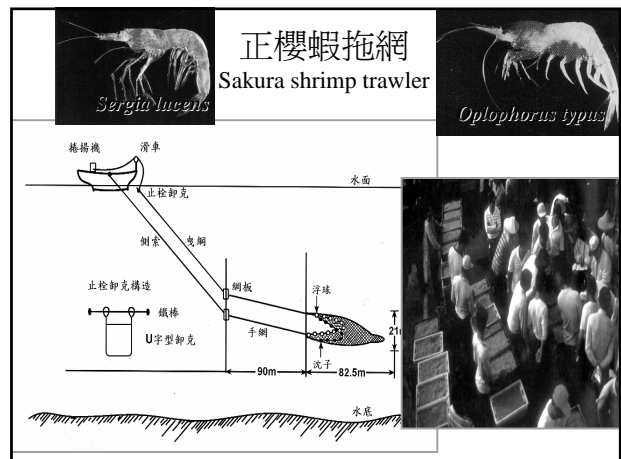 正櫻蝦拖網
Sakura shrimp trawler
Sergia lucens
Oplophorus typus
捲揚機
滑車
水面
止栓卸克
側索
曳綱
網板
浮球
止栓卸克構造
鐵棒
手綱
U字型卸克
沈子
21
90m
82.5m
水底